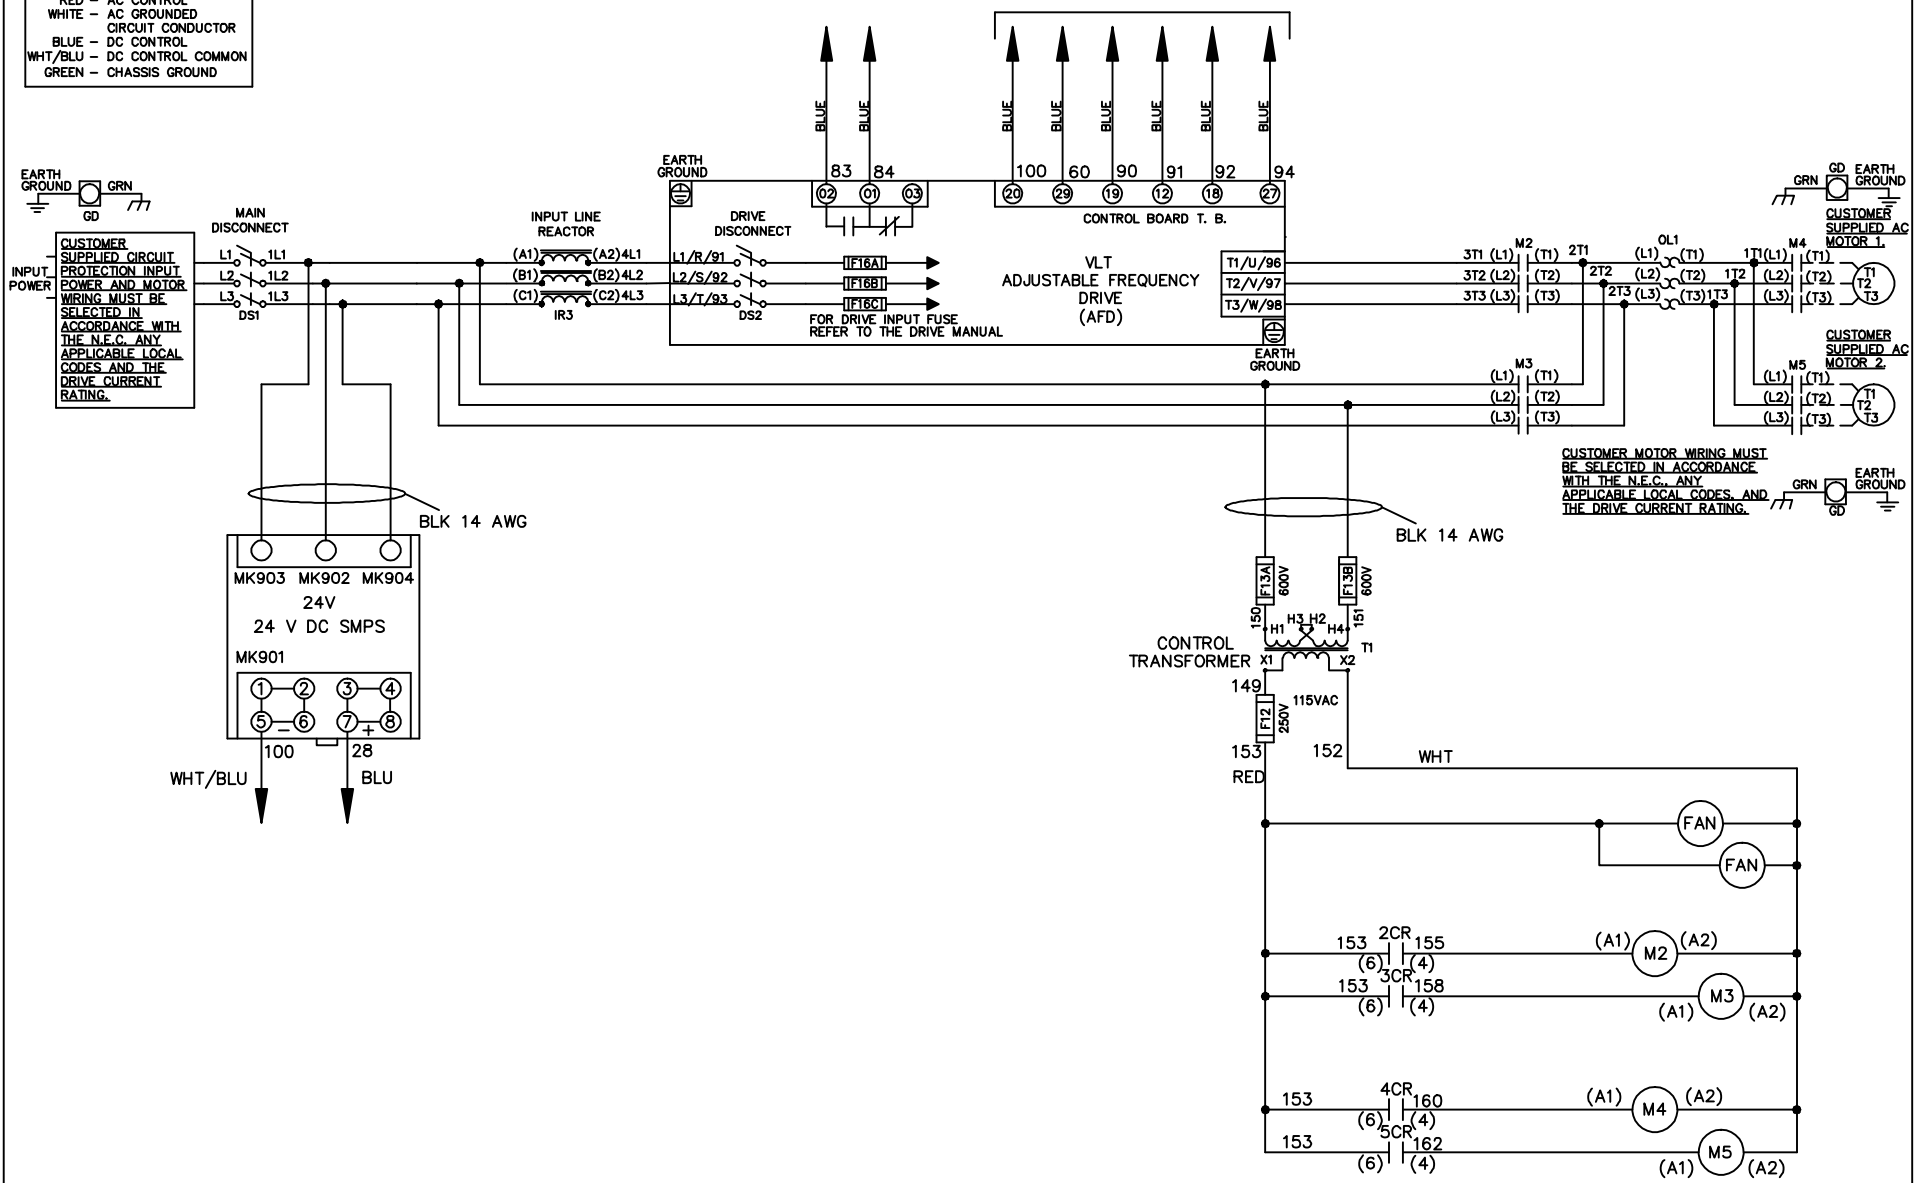 RED – AC CONTROL
WHITE – AC GROUNDED
CIRCUIT CONDUCTOR
BLUE – DC CONTROL
WHT/BLU – DC CONTROL COMMON
GREEN – CHASSIS GROUND
BLUE
BLUE
BLUE
BLUE
BLUE
BLUE
BLUE
BLUE
83 84
02 01 03
100 60 90 91 92 94
20 29 19 12 18 27
CONTROL BOARD T. B.
EARTH
GROUND
GRN
GD
EARTH
GROUND
INPUT
POWER
CUSTOMER
SUPPLIED CIRCUIT
PROTECTION INPUT
POWER AND MOTOR
WIRING MUST BE
SELECTED IN
ACCORDANCE WITH
THE N.E.C. ANY
APPLICABLE LOCAL
CODES AND THE
DRIVE CURRENT
RATING.
MAIN
DISCONNECT
L1 1L1
L2 1L2
L3 1L3
DS1
INPUT LINE
REACTOR
(A1) (A2) 4L1
(B1) (B2) 4L2
(C1) (C2) 4L3
IR3
DRIVE
DISCONNECT
L1/R/91
L2/S/92
L3/T/93
DS2
F16A
F16B
F16C
FOR DRIVE INPUT FUSE
REFER TO THE DRIVE MANUAL
VLT
ADJUSTABLE FREQUENCY
DRIVE
(AFD)
T1/U/96
T2/V/97
T3/W/98
EARTH
GROUND
M2
3T1 (L1) (T1) 2T1
3T2 (L2) (T2) 2T2
3T3 (L3) (T3) 2T3
OL1
(L1) (T1) 1T1
(L2) (T2) 1T2
(L3) (T3) 1T3
M4
(L1) (T1)
(L2) (T2)
(L3) (T3)
T1
T2
T3
GRN
GD
EARTH
GROUND
CUSTOMER
SUPPLIED AC
MOTOR 1.
M3
(L1) (T1)
(L2) (T2)
(L3) (T3)
CUSTOMER
SUPPLIED AC
MOTOR 2.
M5
(L1) (T1)
(L2) (T2)
(L3) (T3)
T1
T2
T3
CUSTOMER MOTOR WIRING MUST
BE SELECTED IN ACCORDANCE
WITH THE N.E.C., ANY
APPLICABLE LOCAL CODES, AND
THE DRIVE CURRENT RATING.
GRN
GD
EARTH
GROUND
BLK 14 AWG
MK903 MK902 MK904
24V
24 V DC SMPS
MK901
1 2 3 4
5 6 7 8
– +
100 28
WHT/BLU BLU
BLK 14 AWG
F13A 600V
F13B 600V
150 151
H1 H3 H2 H4
T1
CONTROL
TRANSFORMER
X1 X2
149
115VAC
F12 250V
153 152
RED
WHT
FAN
FAN
2CR
153 155
(6) (4)
(A1) M2 (A2)
3CR
153 158
(6) (4)
(A1) M3 (A2)
4CR
153 160
(6) (4)
(A1) M4 (A2)
5CR
153 162
(6) (4)
(A1) M5 (A2)